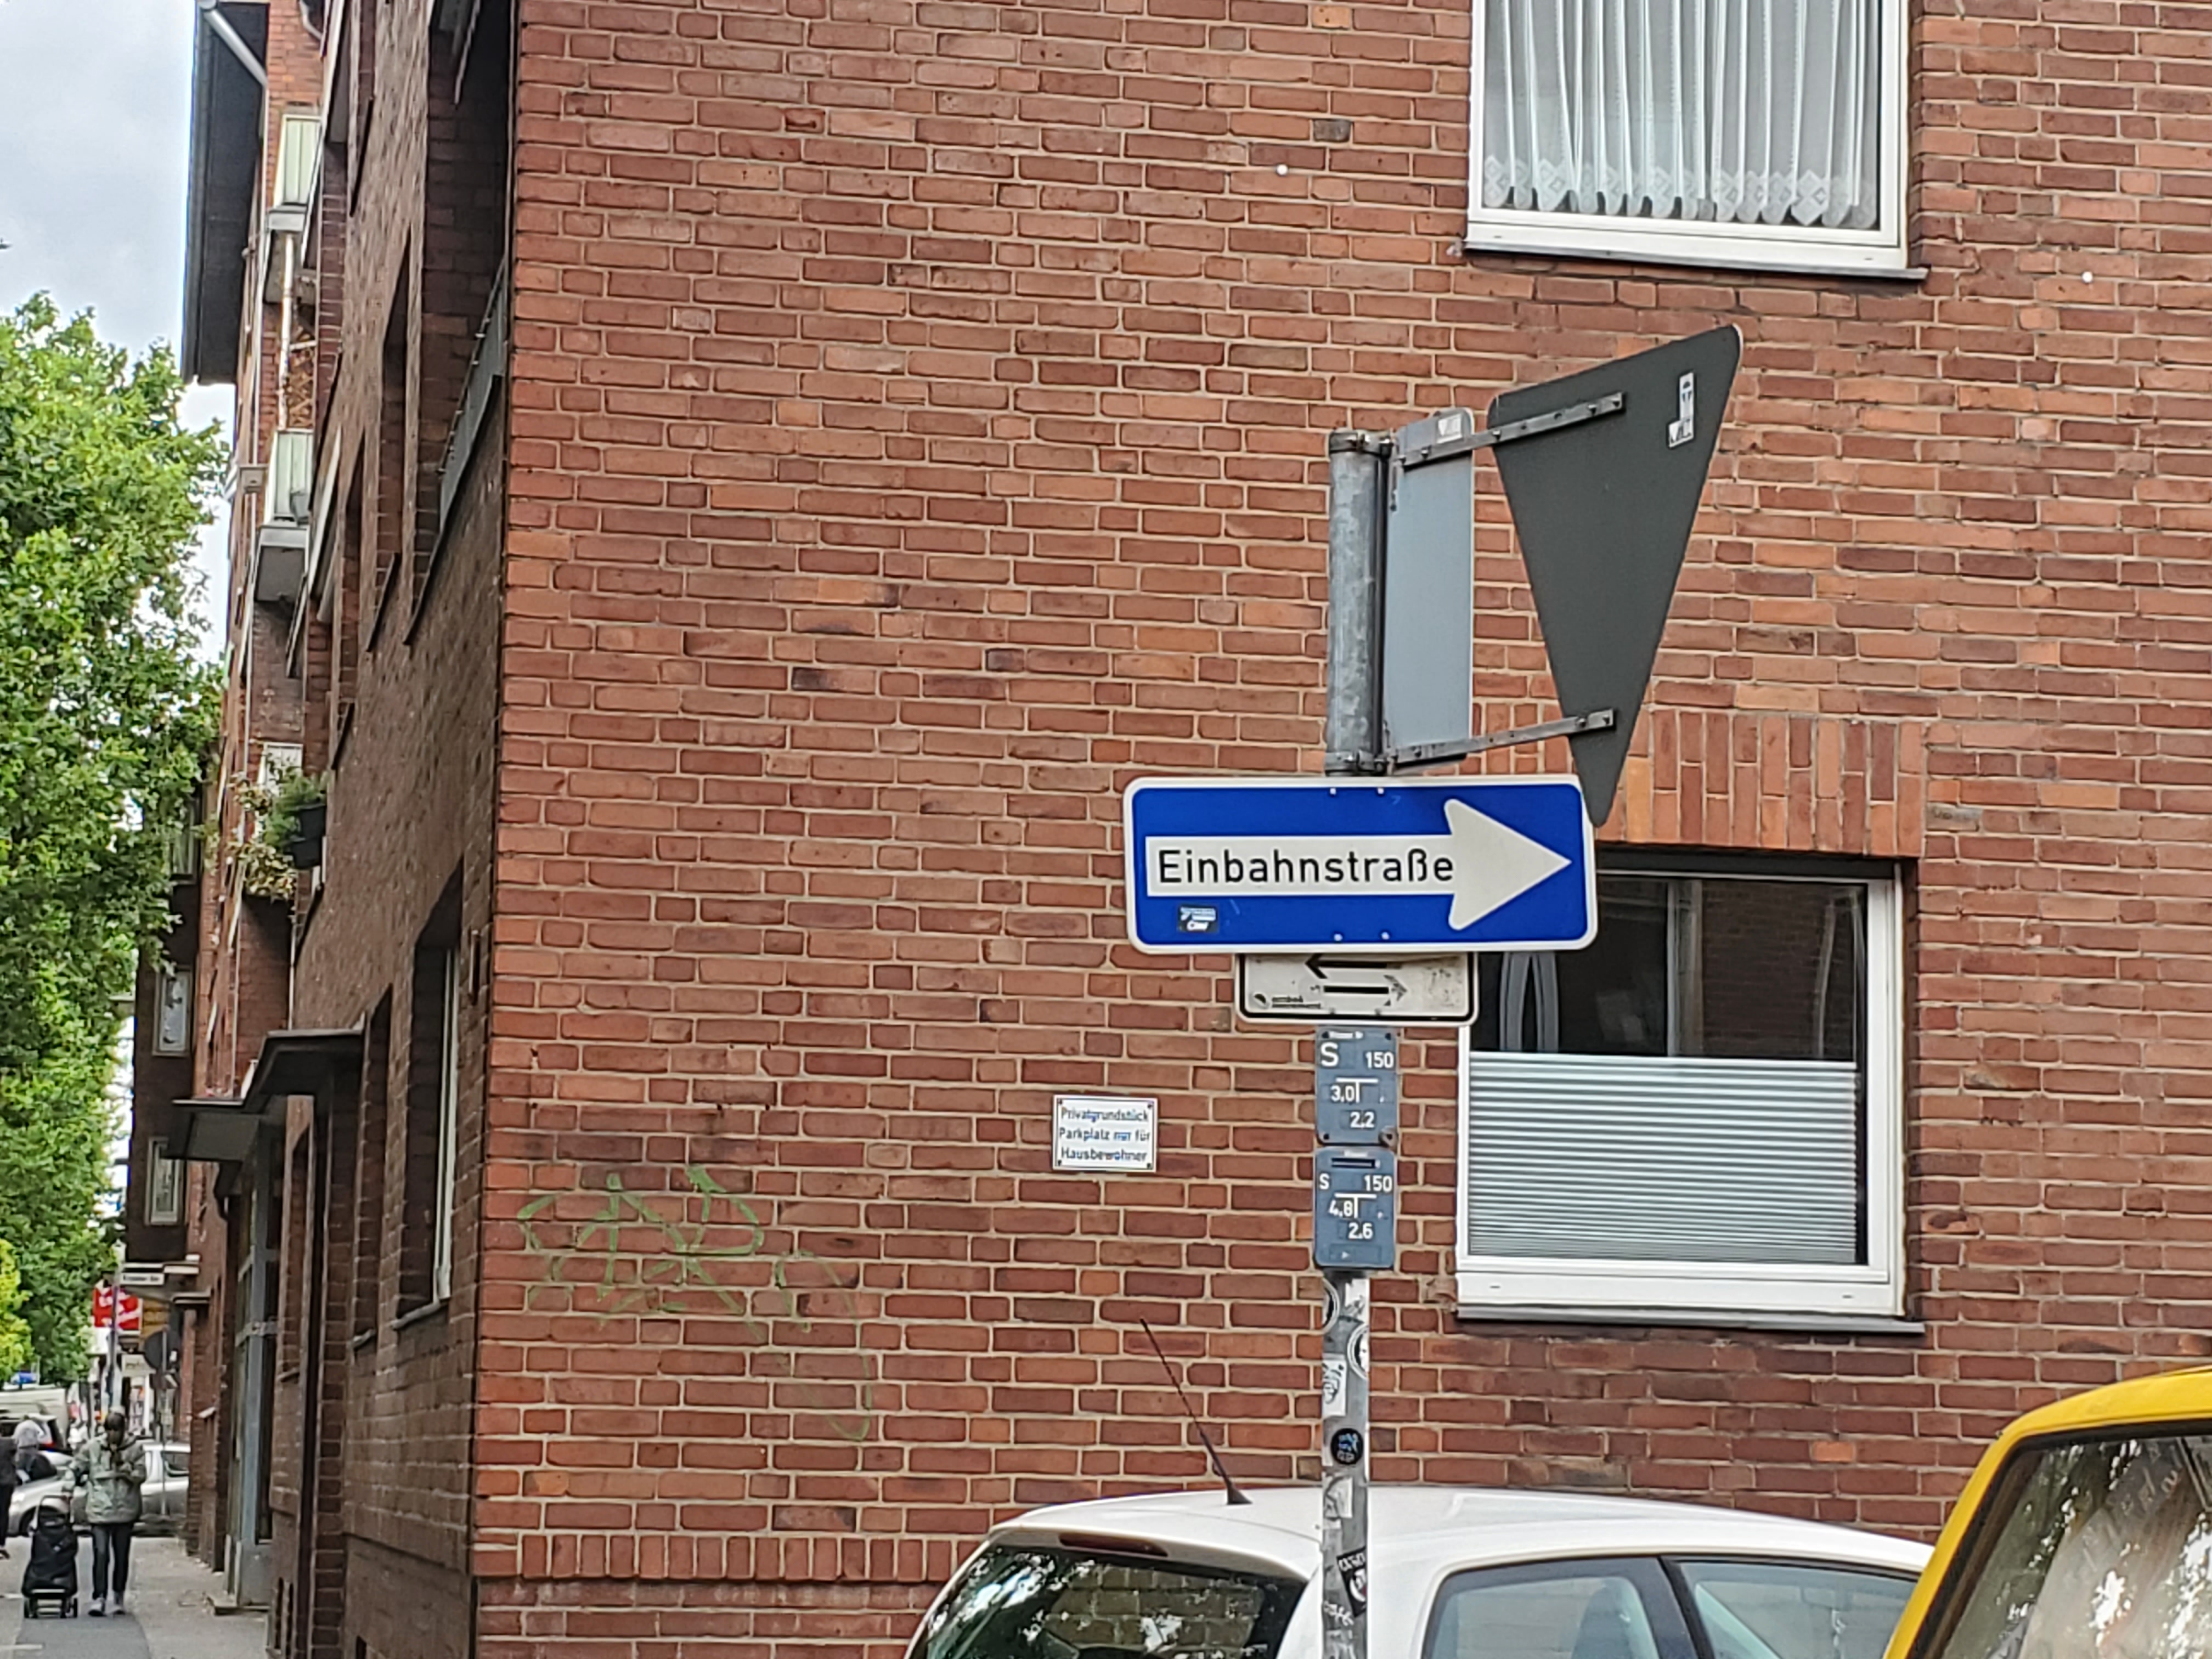 Einbahnstraße
S 150
3,0
2.2
S 150
4,8
2.6
Privatgrundstück
Parkplatz nur für
Hausbewohner